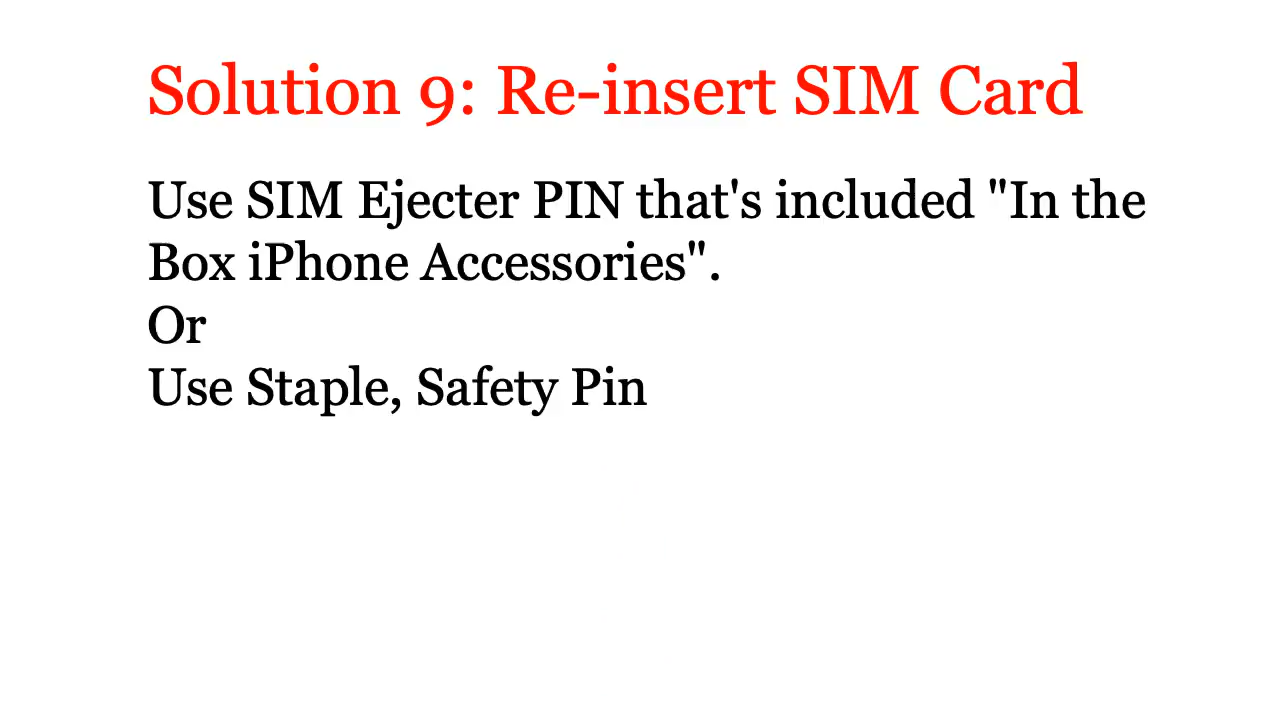 Solution 9: Re-insert SIM Card
Use SIM Ejecter PIN that's included "In the
Box iPhone Accessories".
Or
Use Staple, Safety Pin